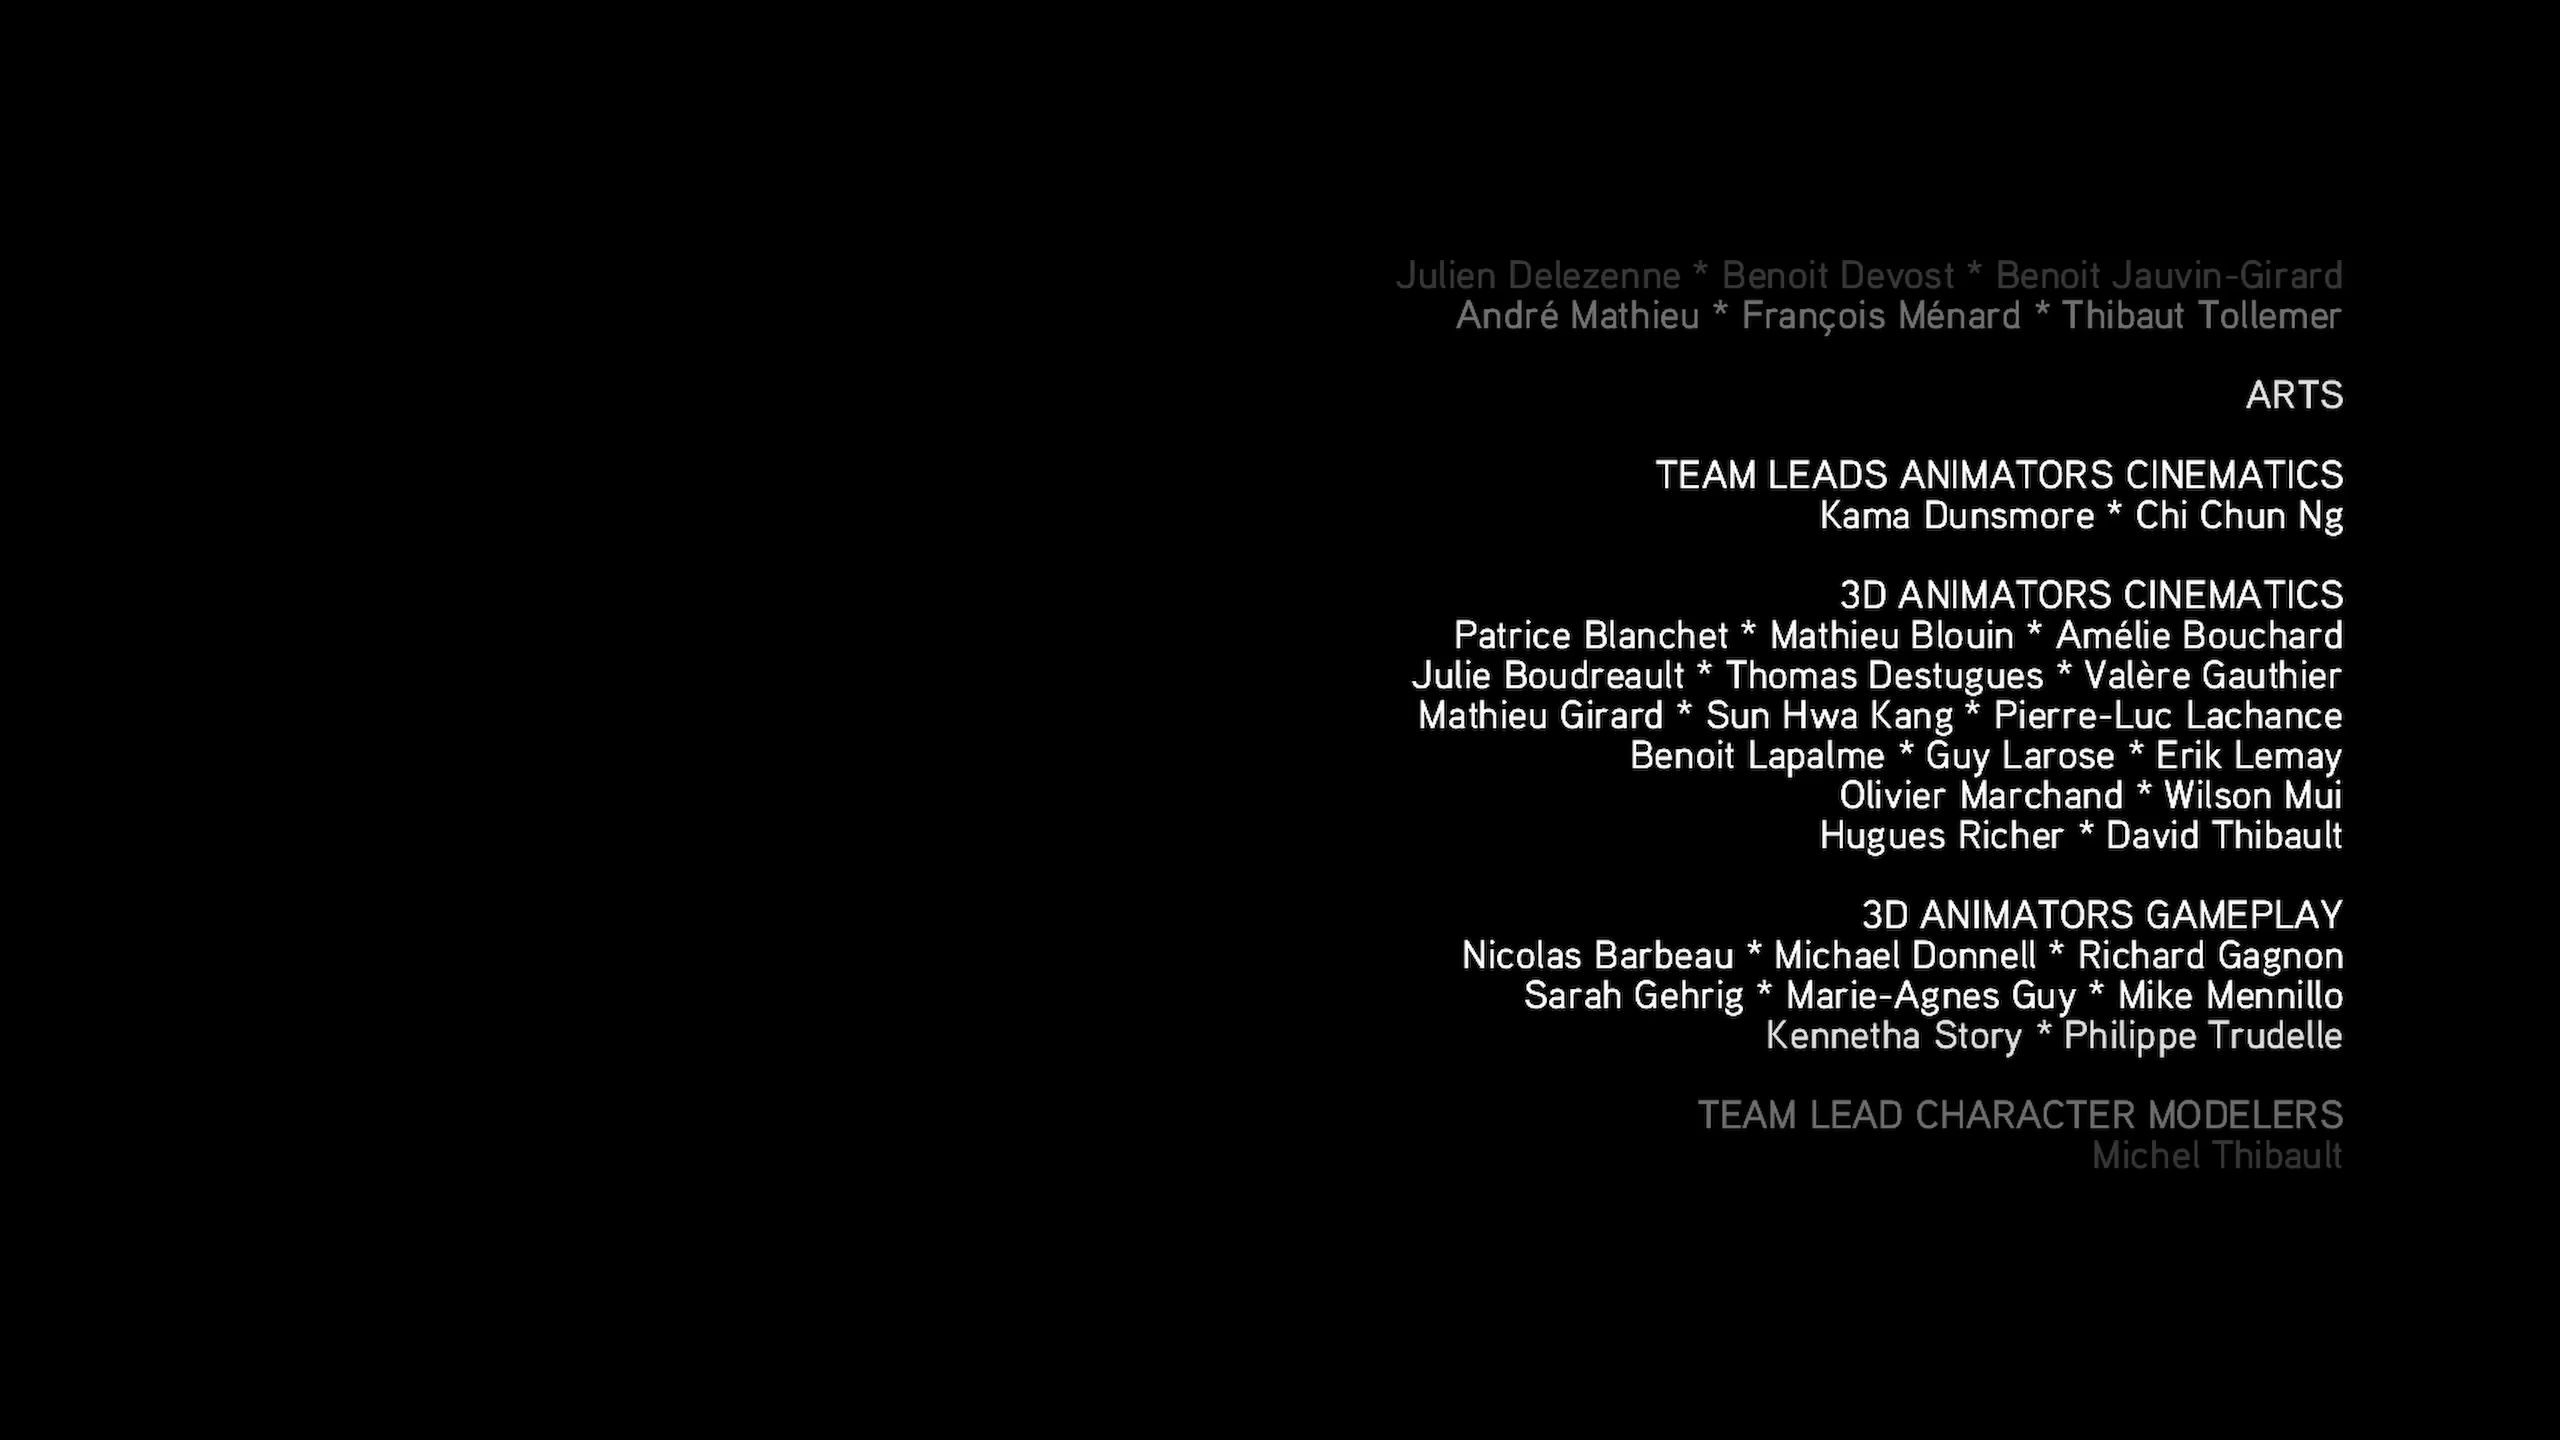 Julien Delezenne * Benoit Devost * Benoit Jauvin-Girard
André Mathieu * François Ménard * Thibaut Tollemer
ARTS
TEAM LEADS ANIMATORS CINEMATICS
Kama Dunsmore * Chi Chun Ng
3D ANIMATORS CINEMATICS
Patrice Blanchet * Mathieu Blouin * Amélie Bouchard
Julie Boudreault * Thomas Destugues * Valère Gauthier
Mathieu Girard * Sun Hwa Kang * Pierre-Luc Lachance
Benoit Lapalme * Guy Larose * Erik Lemay
Olivier Marchand * Wilson Mui
Hugues Richer * David Thibault
3D ANIMATORS GAMEPLAY
Nicolas Barbeau * Michael Donnell * Richard Gagnon
Sarah Gehrig * Marie-Agnes Guy * Mike Mennillo
Kennetha Story * Philippe Trudelle
TEAM LEAD CHARACTER MODELERS
Michel Thibault